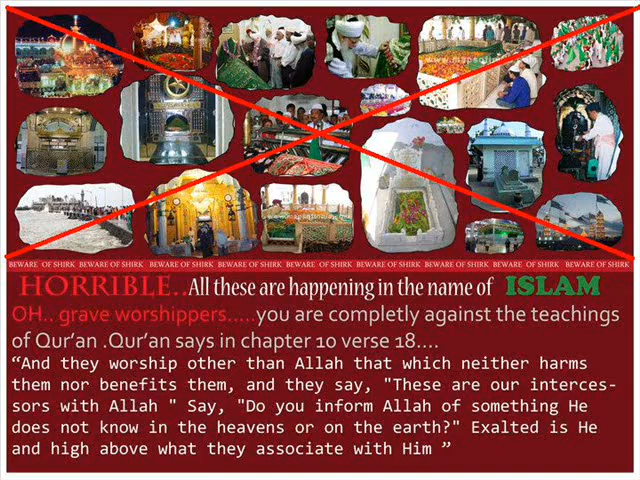 BEWARE OF SHIRK BEWARE OF SHIRK BEWARE OF SHIRK BEWARE OF SHIRK BEWARE OF SHIRK BEWARE OF SHIRK BEWARE OF SHIRK BEWARE OF SHIRK BEWARE OF SHIRK
HORRIBLE..All these are happening in the name of ISLAM
OH.. grave worshippers.....you are completly against the teachings
of Qur'an .Qur'an says in chapter 10 verse 18....
“And they worship other than Allah that which neither harms
them nor benefits them, and they say, "These are our interces-
sors with Allah " Say, "Do you inform Allah of something He
does not know in the heavens or on the earth?" Exalted is He
and high above what they associate with Him ”